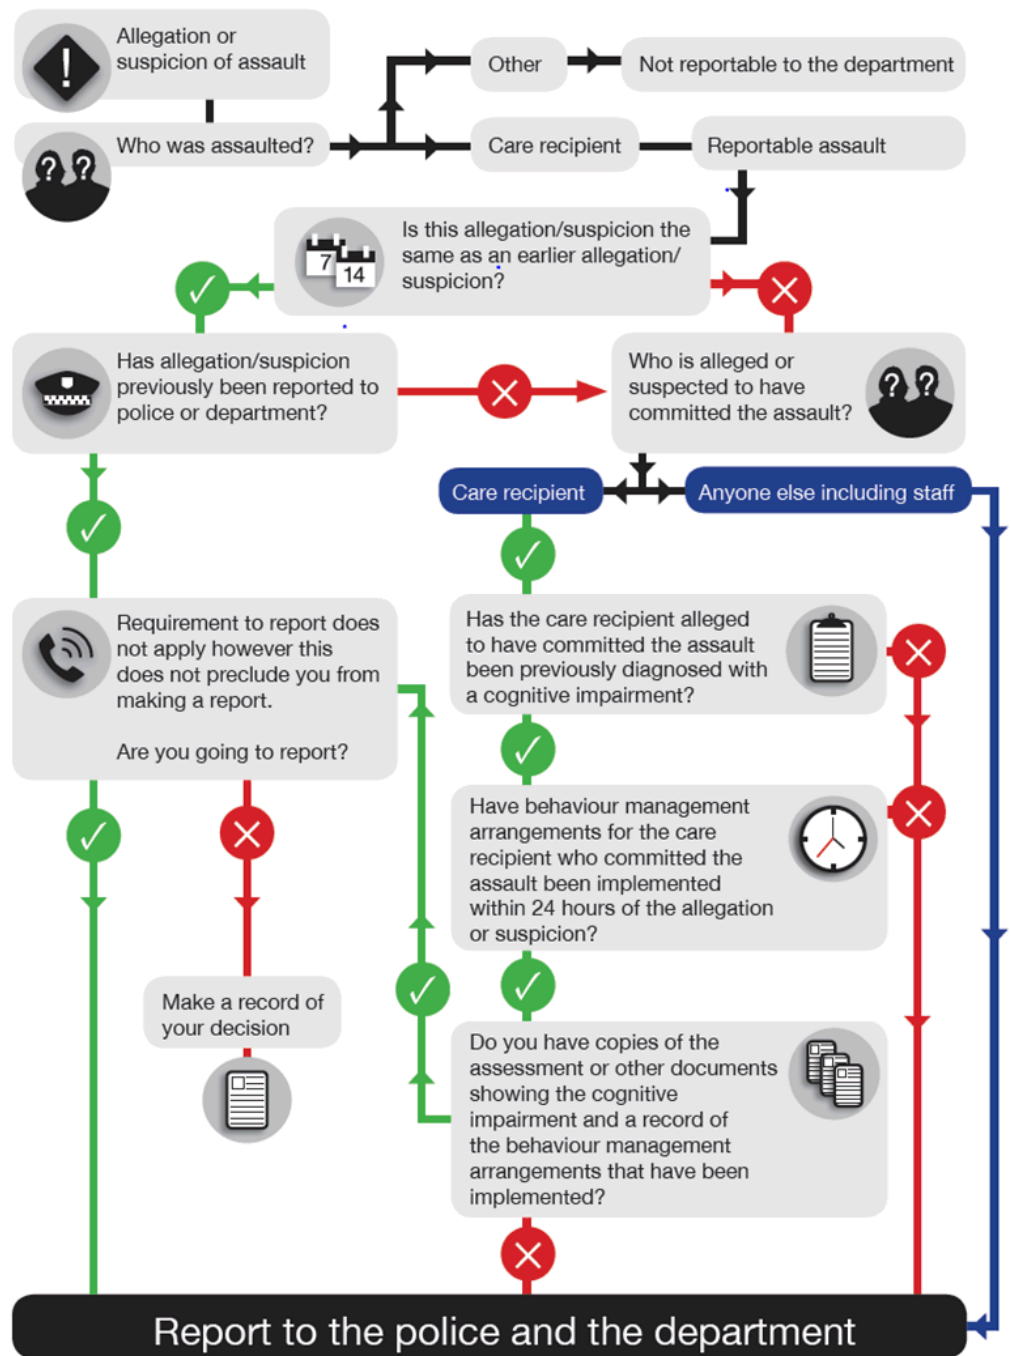 Allegation or
suspicion of assault
Other
Not reportable to the department
Who was assaulted?
Care recipient
Reportable assault
Is this allegation/suspicion the
same as an earlier allegation/
suspicion?
7
14
Has allegation/suspicion
previously been reported to
police or department?
Who is alleged or
suspected to have
committed the assault?
Care recipient
Anyone else including staff
Requirement to report does
not apply however this
does not preclude you from
making a report.
Are you going to report?
Has the care recipient alleged
to have committed the assault
been previously diagnosed with
a cognitive impairment?
Have behaviour management
arrangements for the care
recipient who committed the
assault been implemented
within 24 hours of the allegation
or suspicion?
Make a record of
your decision
Do you have copies of the
assessment or other documents
showing the cognitive
impairment and a record of
the behaviour management
arrangements that have been
implemented?
Report to the police and the department